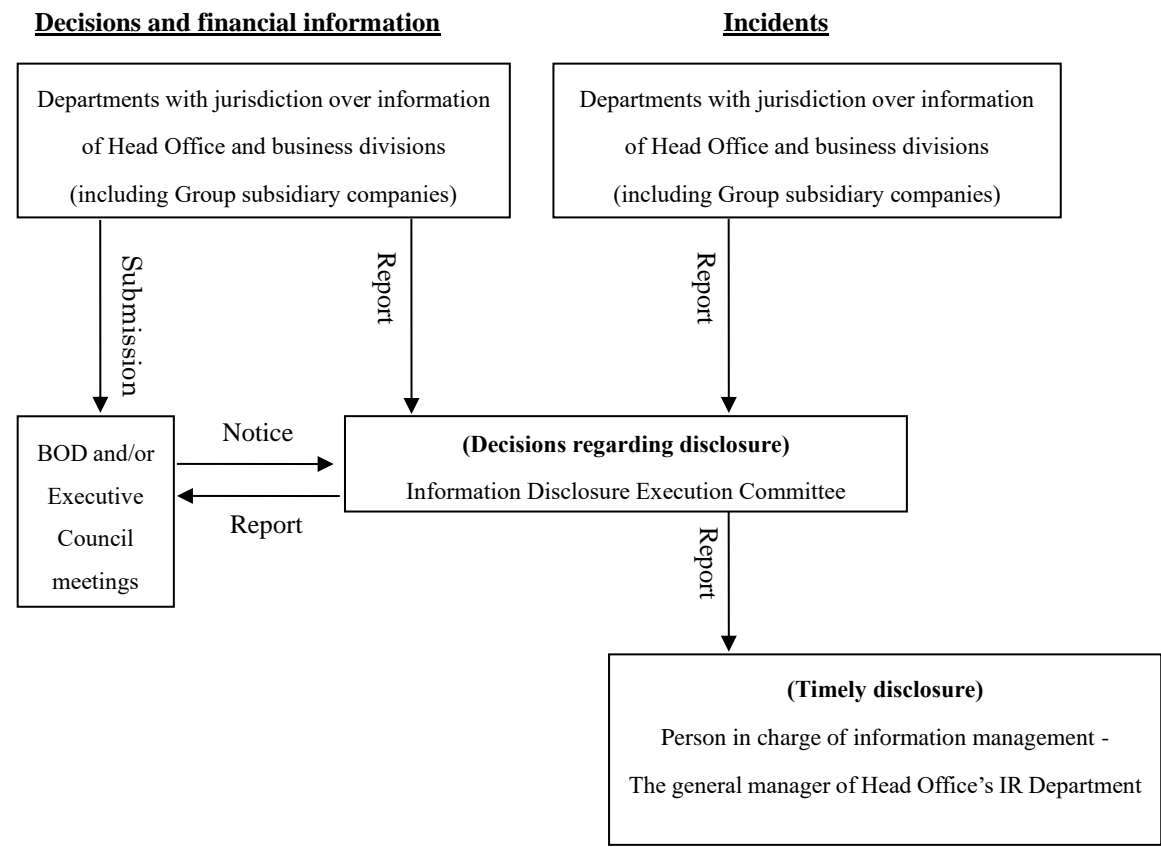 Decisions and financial information
Incidents
Departments with jurisdiction over information
of Head Office and business divisions
(including Group subsidiary companies)
Departments with jurisdiction over information
of Head Office and business divisions
(including Group subsidiary companies)
Submission
Report
Report
BOD and/or
Executive
Council
meetings
Notice
Report
(Decisions regarding disclosure)
Information Disclosure Execution Committee
Report
(Timely disclosure)
Person in charge of information management -
The general manager of Head Office’s IR Department